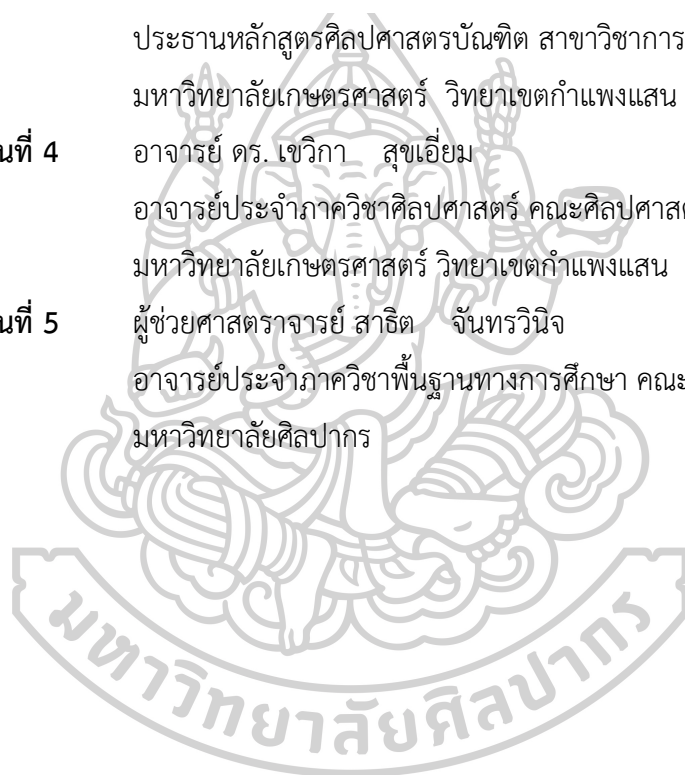 ประธานหลักสูตรศิลปศาสตรบัณฑิต สาขาวิชาการ
มหาวิทยาลัยเกษตรศาสตร์ วิทยาเขตกำแพงแสน
นที่ 4 อาจารย์ ดร. เขวิกา สุขเอี่ยม
อาจารย์ประจำภาควิชาศิลปศาสตร์ คณะศิลปศาสต
มหาวิทยาลัยเกษตรศาสตร์ วิทยาเขตกำแพงแสน
นที่ 5 ผู้ช่วยศาสตราจารย์ สาธิต จันทรวินิจ
อาจารย์ประจำภาควิชาพื้นฐานทางการศึกษา คณะ
มหาวิทยาลัยศิลปากร
มหาวิทยาลัยศิลปากร